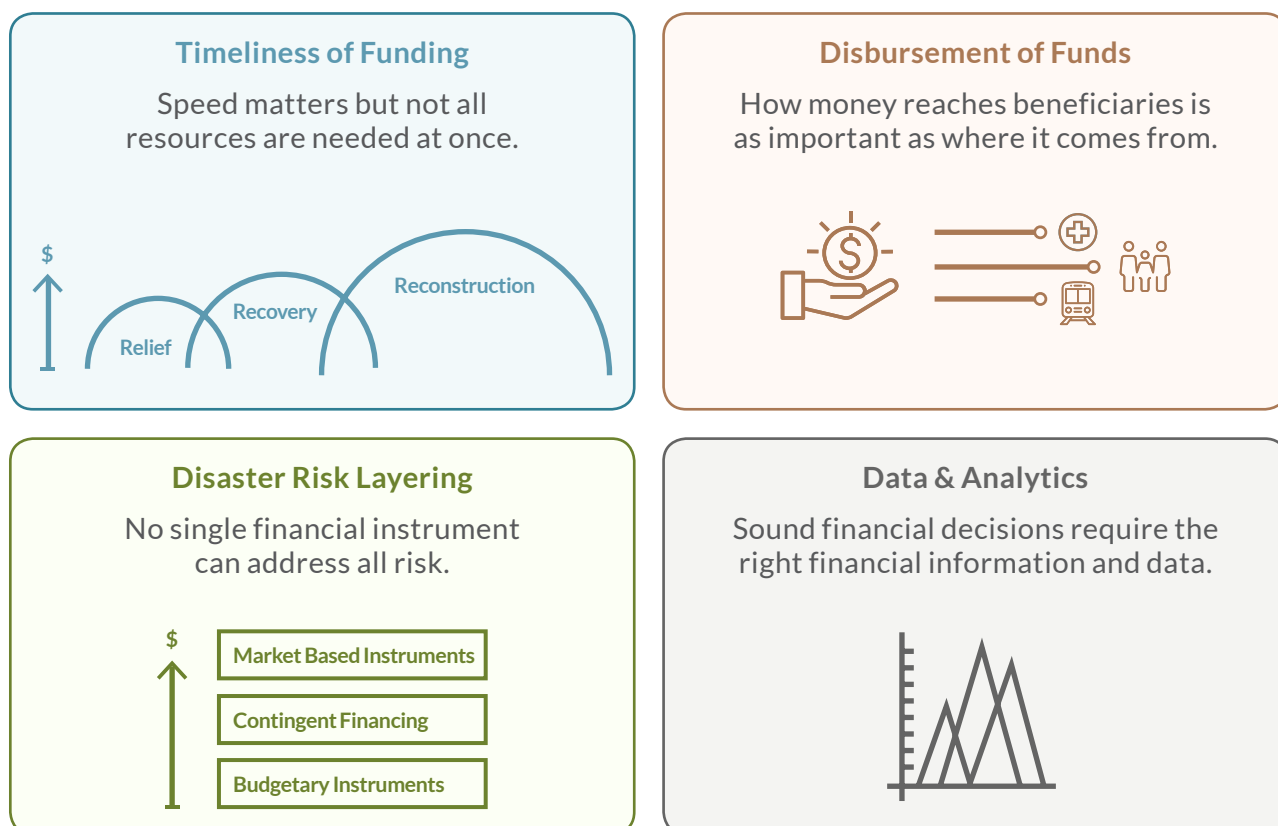 Timeliness of Funding
Speed matters but not all
resources are needed at once.
$
Relief
Recovery
Reconstruction
Disbursement of Funds
How money reaches beneficiaries is
as important as where it comes from.
$
Disaster Risk Layering
No single financial instrument
can address all risk.
$
Market Based Instruments
Contingent Financing
Budgetary Instruments
Data & Analytics
Sound financial decisions require the
right financial information and data.